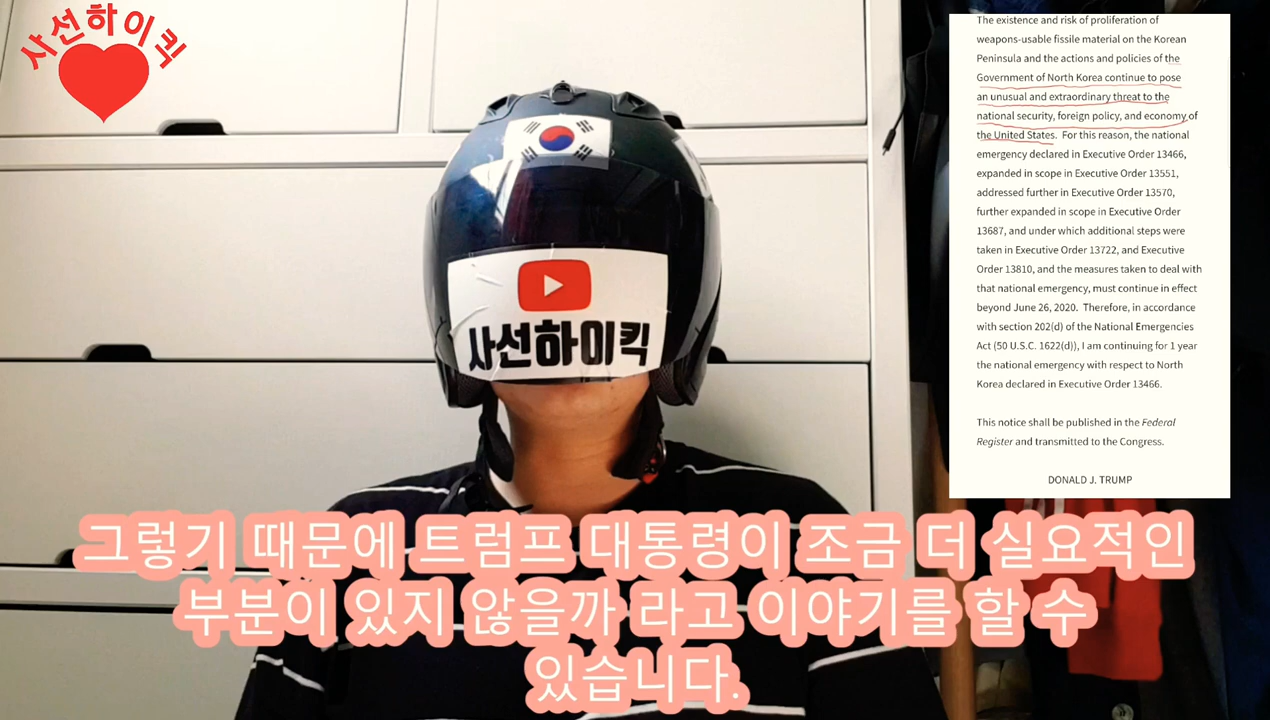 사선하이킥
The existence and risk of proliferation of
weapons-usable fissile material on the Korean
Peninsula and the actions and policies of the
Government of North Korea continue to pose
an unusual and extraordinary threat to the
national security, foreign policy, and economy of
the United States. For this reason, the national
emergency declared in Executive Order 13466,
expanded in scope in Executive Order 13551,
addressed further in Executive Order 13570,
further expanded in scope in Executive Order
13687, and under which additional steps were
taken in Executive Order 13722, and Executive
Order 13810, and the measures taken to deal with
that national emergency, must continue in effect
beyond June 26, 2020. Therefore, in accordance
with section 202(d) of the National Emergencies
Act (50 U.S.C. 1622(d)), I am continuing for 1 year
the national emergency with respect to North
Korea declared in Executive Order 13466.
This notice shall be published in the Federal
Register and transmitted to the Congress.
DONALD J. TRUMP
사선하이킥
그렇기 때문에 트럼프 대통령이 조금 더 실요적인
부분이 있지 않을까 라고 이야기를 할 수
있습니다.